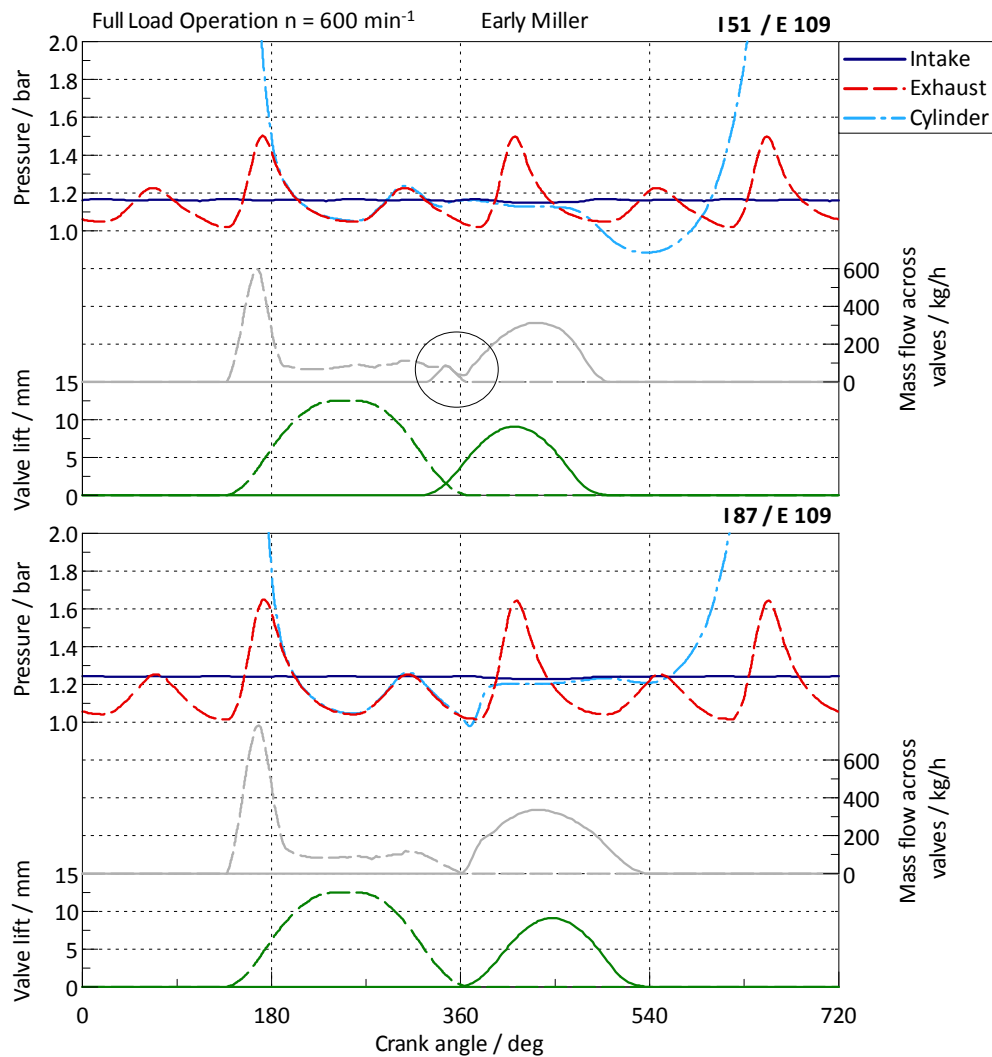 Full Load Operation n = 600 min⁻¹ Early Miller I 51 / E 109
Intake
Exhaust
Cylinder
Pressure / bar
2.0
1.8
1.6
1.4
1.2
1.0
Mass flow across
valves / kg/h
600
400
200
0
Valve lift / mm
15
10
5
0
I 87 / E 109
Pressure / bar
2.0
1.8
1.6
1.4
1.2
1.0
Mass flow across
valves / kg/h
600
400
200
0
Valve lift / mm
15
10
5
0
0 180 360 540 720
Crank angle / deg